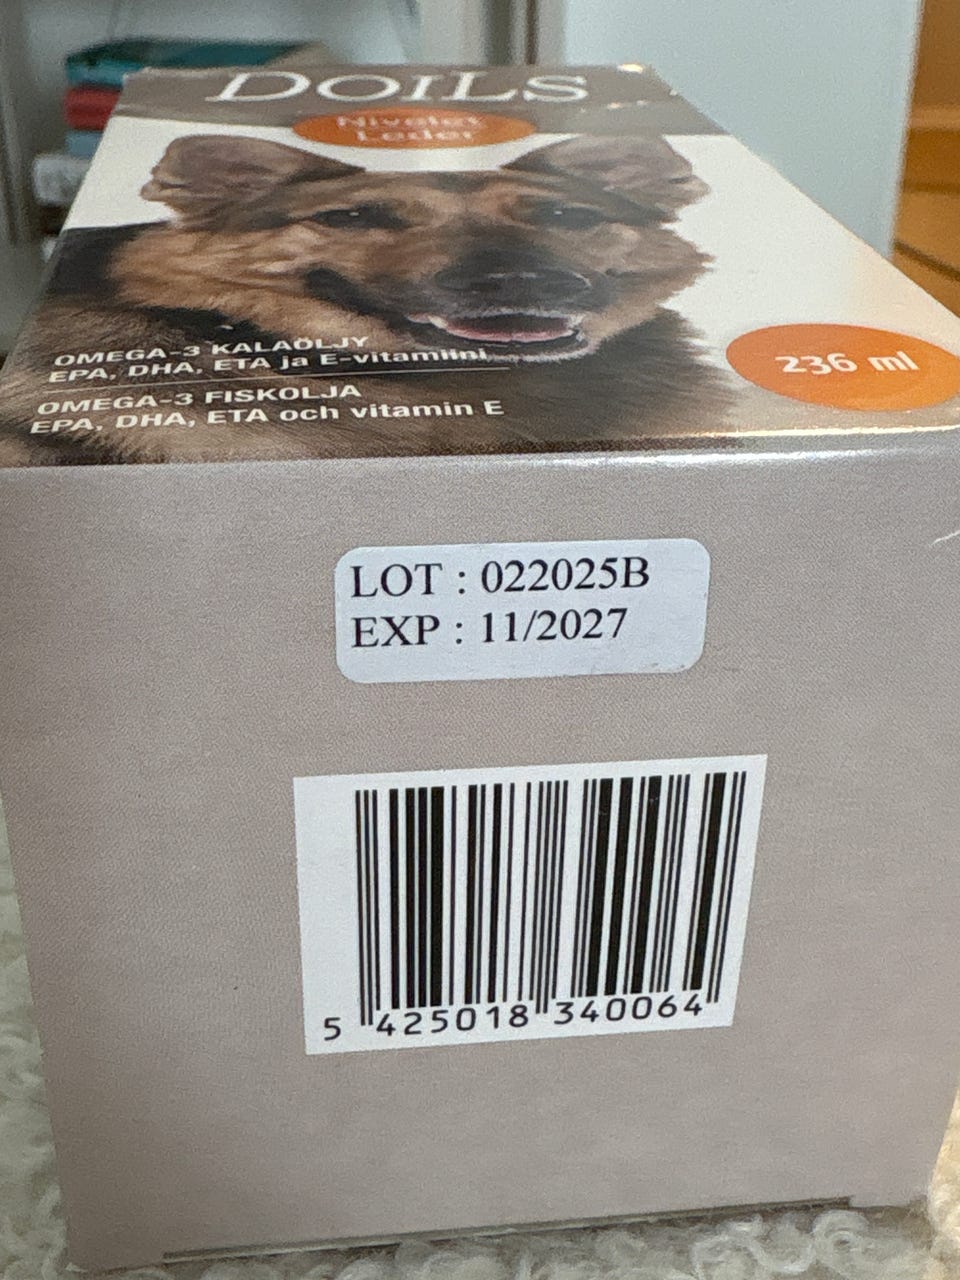 DOILS
Nivelet
Leder
OMEGA-3 KALAÖLJY
EPA, DHA, ETA ja E-vitamiini
OMEGA-3 FISKOLJA
EPA, DHA, ETA och vitamin E
236 ml
LOT : 022025B
EXP : 11/2027
5 425018 340064